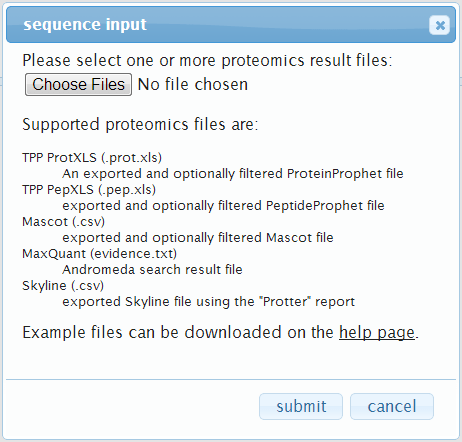 sequence input
Please select one or more proteomics result files:
Choose Files No file chosen
Supported proteomics files are:
TPP ProtXLS (.prot.xls)
An exported and optionally filtered ProteinProphet file
TPP PepXLS (.pep.xls)
exported and optionally filtered PeptideProphet file
Mascot (.csv)
exported and optionally filtered Mascot file
MaxQuant (evidence.txt)
Andromeda search result file
Skyline (.csv)
exported Skyline file using the "Protter" report
Example files can be downloaded on the help page.
submit cancel